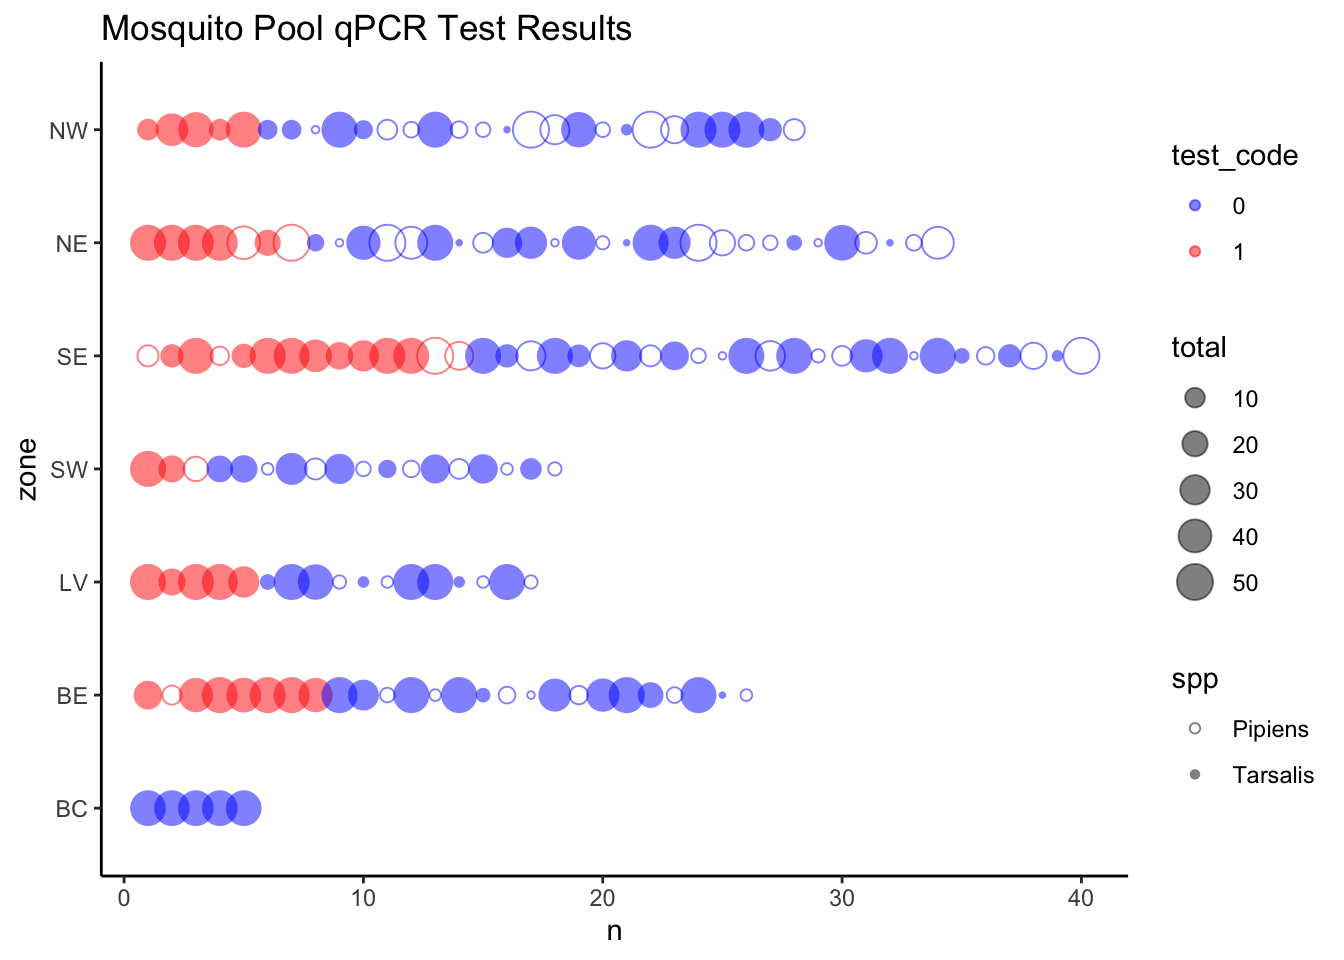 Mosquito Pool qPCR Test Results
zone
NW
NE
SE
SW
LV
BE
BC
0 10 20 30 40
n
test_code
0
1
total
10
20
30
40
50
spp
Pipiens
Tarsalis